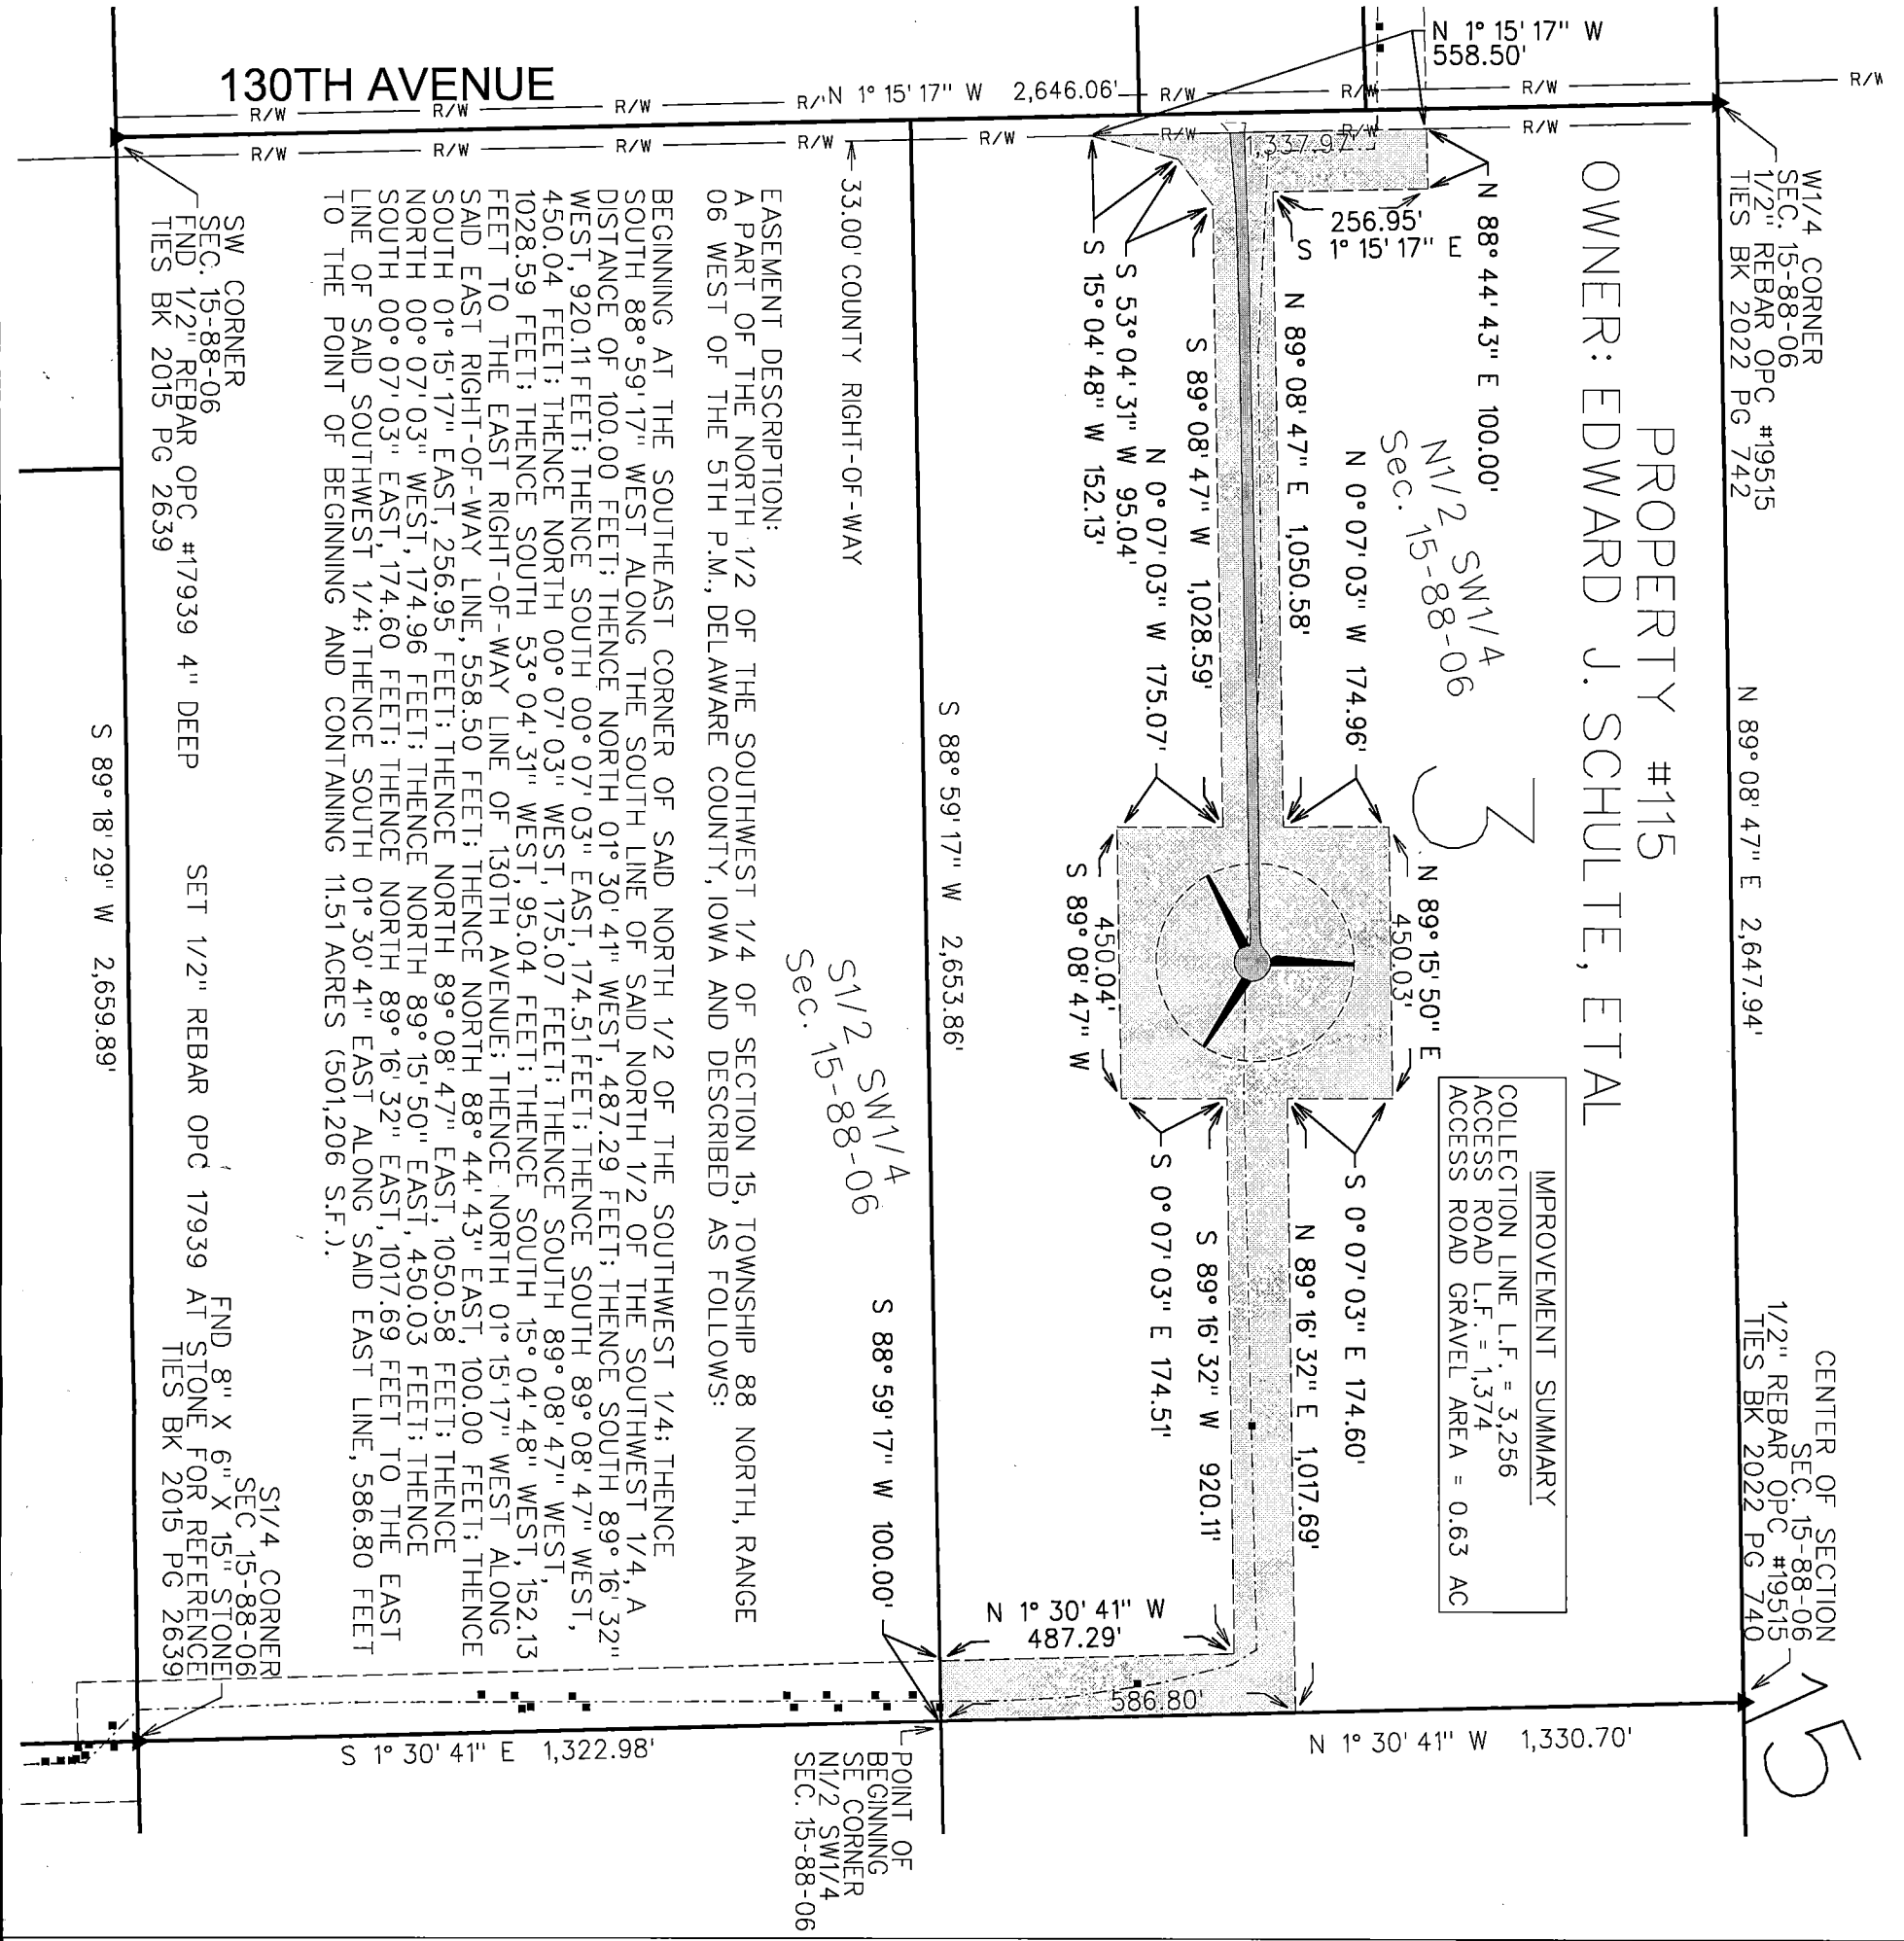 130TH AVENUE
N 1° 15' 17" W 2,646.06'
R/W R/W R/W R/W R/W R/W R/W R/W
R/W R/W R/W R/W R/W R/W R/W R/W
N 1° 15' 17" W
558.50'
1,337.97'
W1/4 CORNER
SEC. 15-88-06
1/2" REBAR OPC #19515
TIES BK 2022 PG 742
N 89° 08' 47" E 2,647.94'
CENTER OF SECTION
SEC. 15-88-06
1/2" REBAR OPC #19515
TIES BK 2022 PG 740
15
PROPERTY #115
OWNER: EDWARD J. SCHULTE, ET AL
3
N1/2 SW1/4
Sec. 15-88-06
IMPROVEMENT SUMMARY
COLLECTION LINE L.F. = 3,256
ACCESS ROAD L.F. = 1,374
ACCESS ROAD GRAVEL AREA = 0.63 AC
N 88° 44' 43" E 100.00'
256.95'
S 1° 15' 17" E
N 89° 08' 47" E 1,050.58'
N 0° 07' 03" W 174.96'
N 89° 15' 50" E
450.03'
S 0° 07' 03" E 174.60'
N 89° 16' 32" E 1,017.69'
S 89° 08' 47" W 1,028.59'
N 0° 07' 03" W 175.07'
S 53° 04' 31" W 95.04'
S 15° 04' 48" W 152.13'
450.04'
S 89° 08' 47" W
S 0° 07' 03" E 174.51'
S 89° 16' 32" W 920.11'
N 1° 30' 41" W
487.29'
586.80'
N 1° 30' 41" W 1,330.70'
S 88° 59' 17" W 2,653.86'
S 88° 59' 17" W 100.00'
POINT OF
BEGINNING
SE CORNER
N1/2 SW1/4
SEC. 15-88-06
33.00' COUNTY RIGHT-OF-WAY
S1/2 SW1/4
Sec. 15-88-06
EASEMENT DESCRIPTION:
A PART OF THE NORTH 1/2 OF THE SOUTHWEST 1/4 OF SECTION 15, TOWNSHIP 88 NORTH, RANGE
06 WEST OF THE 5TH P.M., DELAWARE COUNTY, IOWA AND DESCRIBED AS FOLLOWS:
BEGINNING AT THE SOUTHEAST CORNER OF SAID NORTH 1/2 OF THE SOUTHWEST 1/4; THENCE
SOUTH 88° 59' 17" WEST ALONG THE SOUTH LINE OF SAID NORTH 1/2 OF THE SOUTHWEST 1/4, A
DISTANCE OF 100.00 FEET; THENCE NORTH 01° 30' 41" WEST, 487.29 FEET; THENCE SOUTH 89° 16' 32"
WEST, 920.11 FEET; THENCE SOUTH 00° 07' 03" EAST, 174.51 FEET; THENCE SOUTH 89° 08' 47" WEST,
450.04 FEET; THENCE NORTH 00° 07' 03" WEST, 175.07 FEET; THENCE SOUTH 89° 08' 47" WEST,
1028.59 FEET; THENCE SOUTH 53° 04' 31" WEST, 95.04 FEET; THENCE SOUTH 15° 04' 48" WEST, 152.13
FEET TO THE EAST RIGHT-OF-WAY LINE OF 130TH AVENUE; THENCE NORTH 01° 15' 17" WEST ALONG
SAID EAST RIGHT-OF-WAY LINE, 558.50 FEET; THENCE NORTH 88° 44' 43" EAST, 100.00 FEET; THENCE
SOUTH 01° 15' 17" EAST, 256.95 FEET; THENCE NORTH 89° 08' 47" EAST, 1050.58 FEET; THENCE
NORTH 00° 07' 03" WEST, 174.96 FEET; THENCE NORTH 89° 15' 50" EAST, 450.03 FEET; THENCE
SOUTH 00° 07' 03" EAST, 174.60 FEET; THENCE NORTH 89° 16' 32" EAST, 1017.69 FEET TO THE EAST
LINE OF SAID SOUTHWEST 1/4; THENCE SOUTH 01° 30' 41" EAST ALONG SAID EAST LINE, 586.80 FEET
TO THE POINT OF BEGINNING AND CONTAINING 11.51 ACRES (501,206 S.F.).
SW CORNER
SEC. 15-88-06
FND 1/2" REBAR OPC #17939 4" DEEP
TIES BK 2015 PG 2639
S1/4 CORNER
SEC 15-88-06
FND 8" X 6" X 15" STONE
SET 1/2" REBAR OPC 17939 AT STONE FOR REFERENCE
TIES BK 2015 PG 2639
S 1° 30' 41" E 1,322.98'
S 89° 18' 29" W 2,659.89'